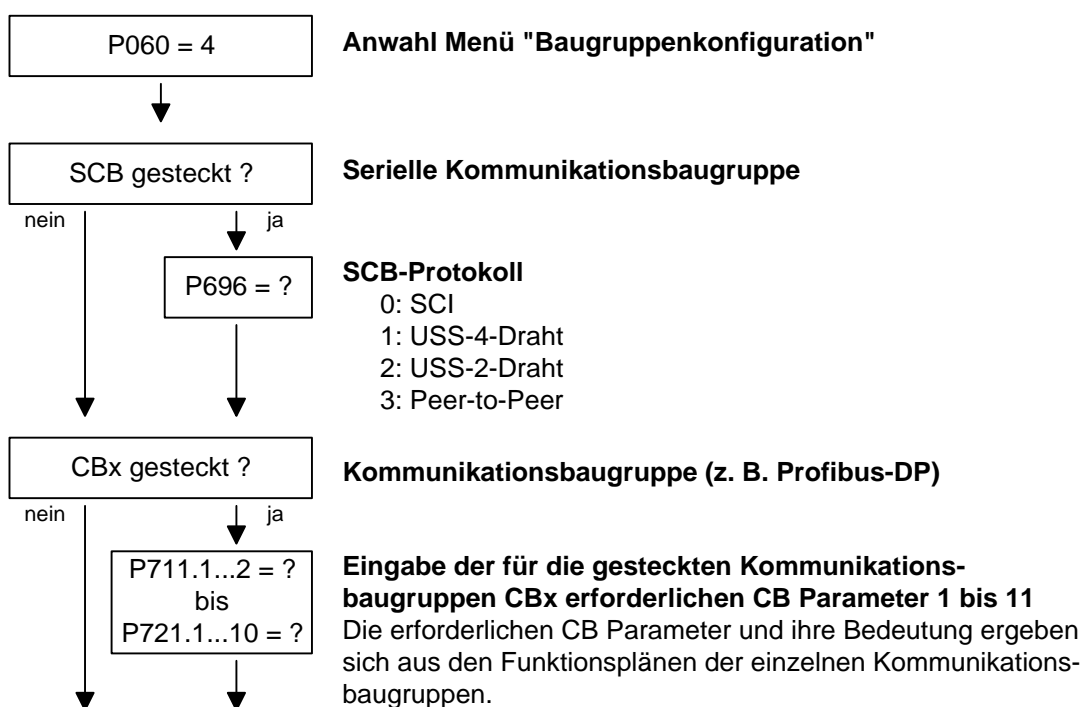 P060 = 4
Anwahl Menü "Baugruppenkonfiguration"
SCB gesteckt ?
Serielle Kommunikationsbaugruppe
nein
ja
P696 = ?
SCB-Protokoll
0: SCI
1: USS-4-Draht
2: USS-2-Draht
3: Peer-to-Peer
CBx gesteckt ?
Kommunikationsbaugruppe (z. B. Profibus-DP)
nein
ja
P711.1...2 = ?
bis
P721.1...10 = ?
Eingabe der für die gesteckten Kommunikations-
baugruppen CBx erforderlichen CB Parameter 1 bis 11
Die erforderlichen CB Parameter und ihre Bedeutung ergeben
sich aus den Funktionsplänen der einzelnen Kommunikations-
baugruppen.